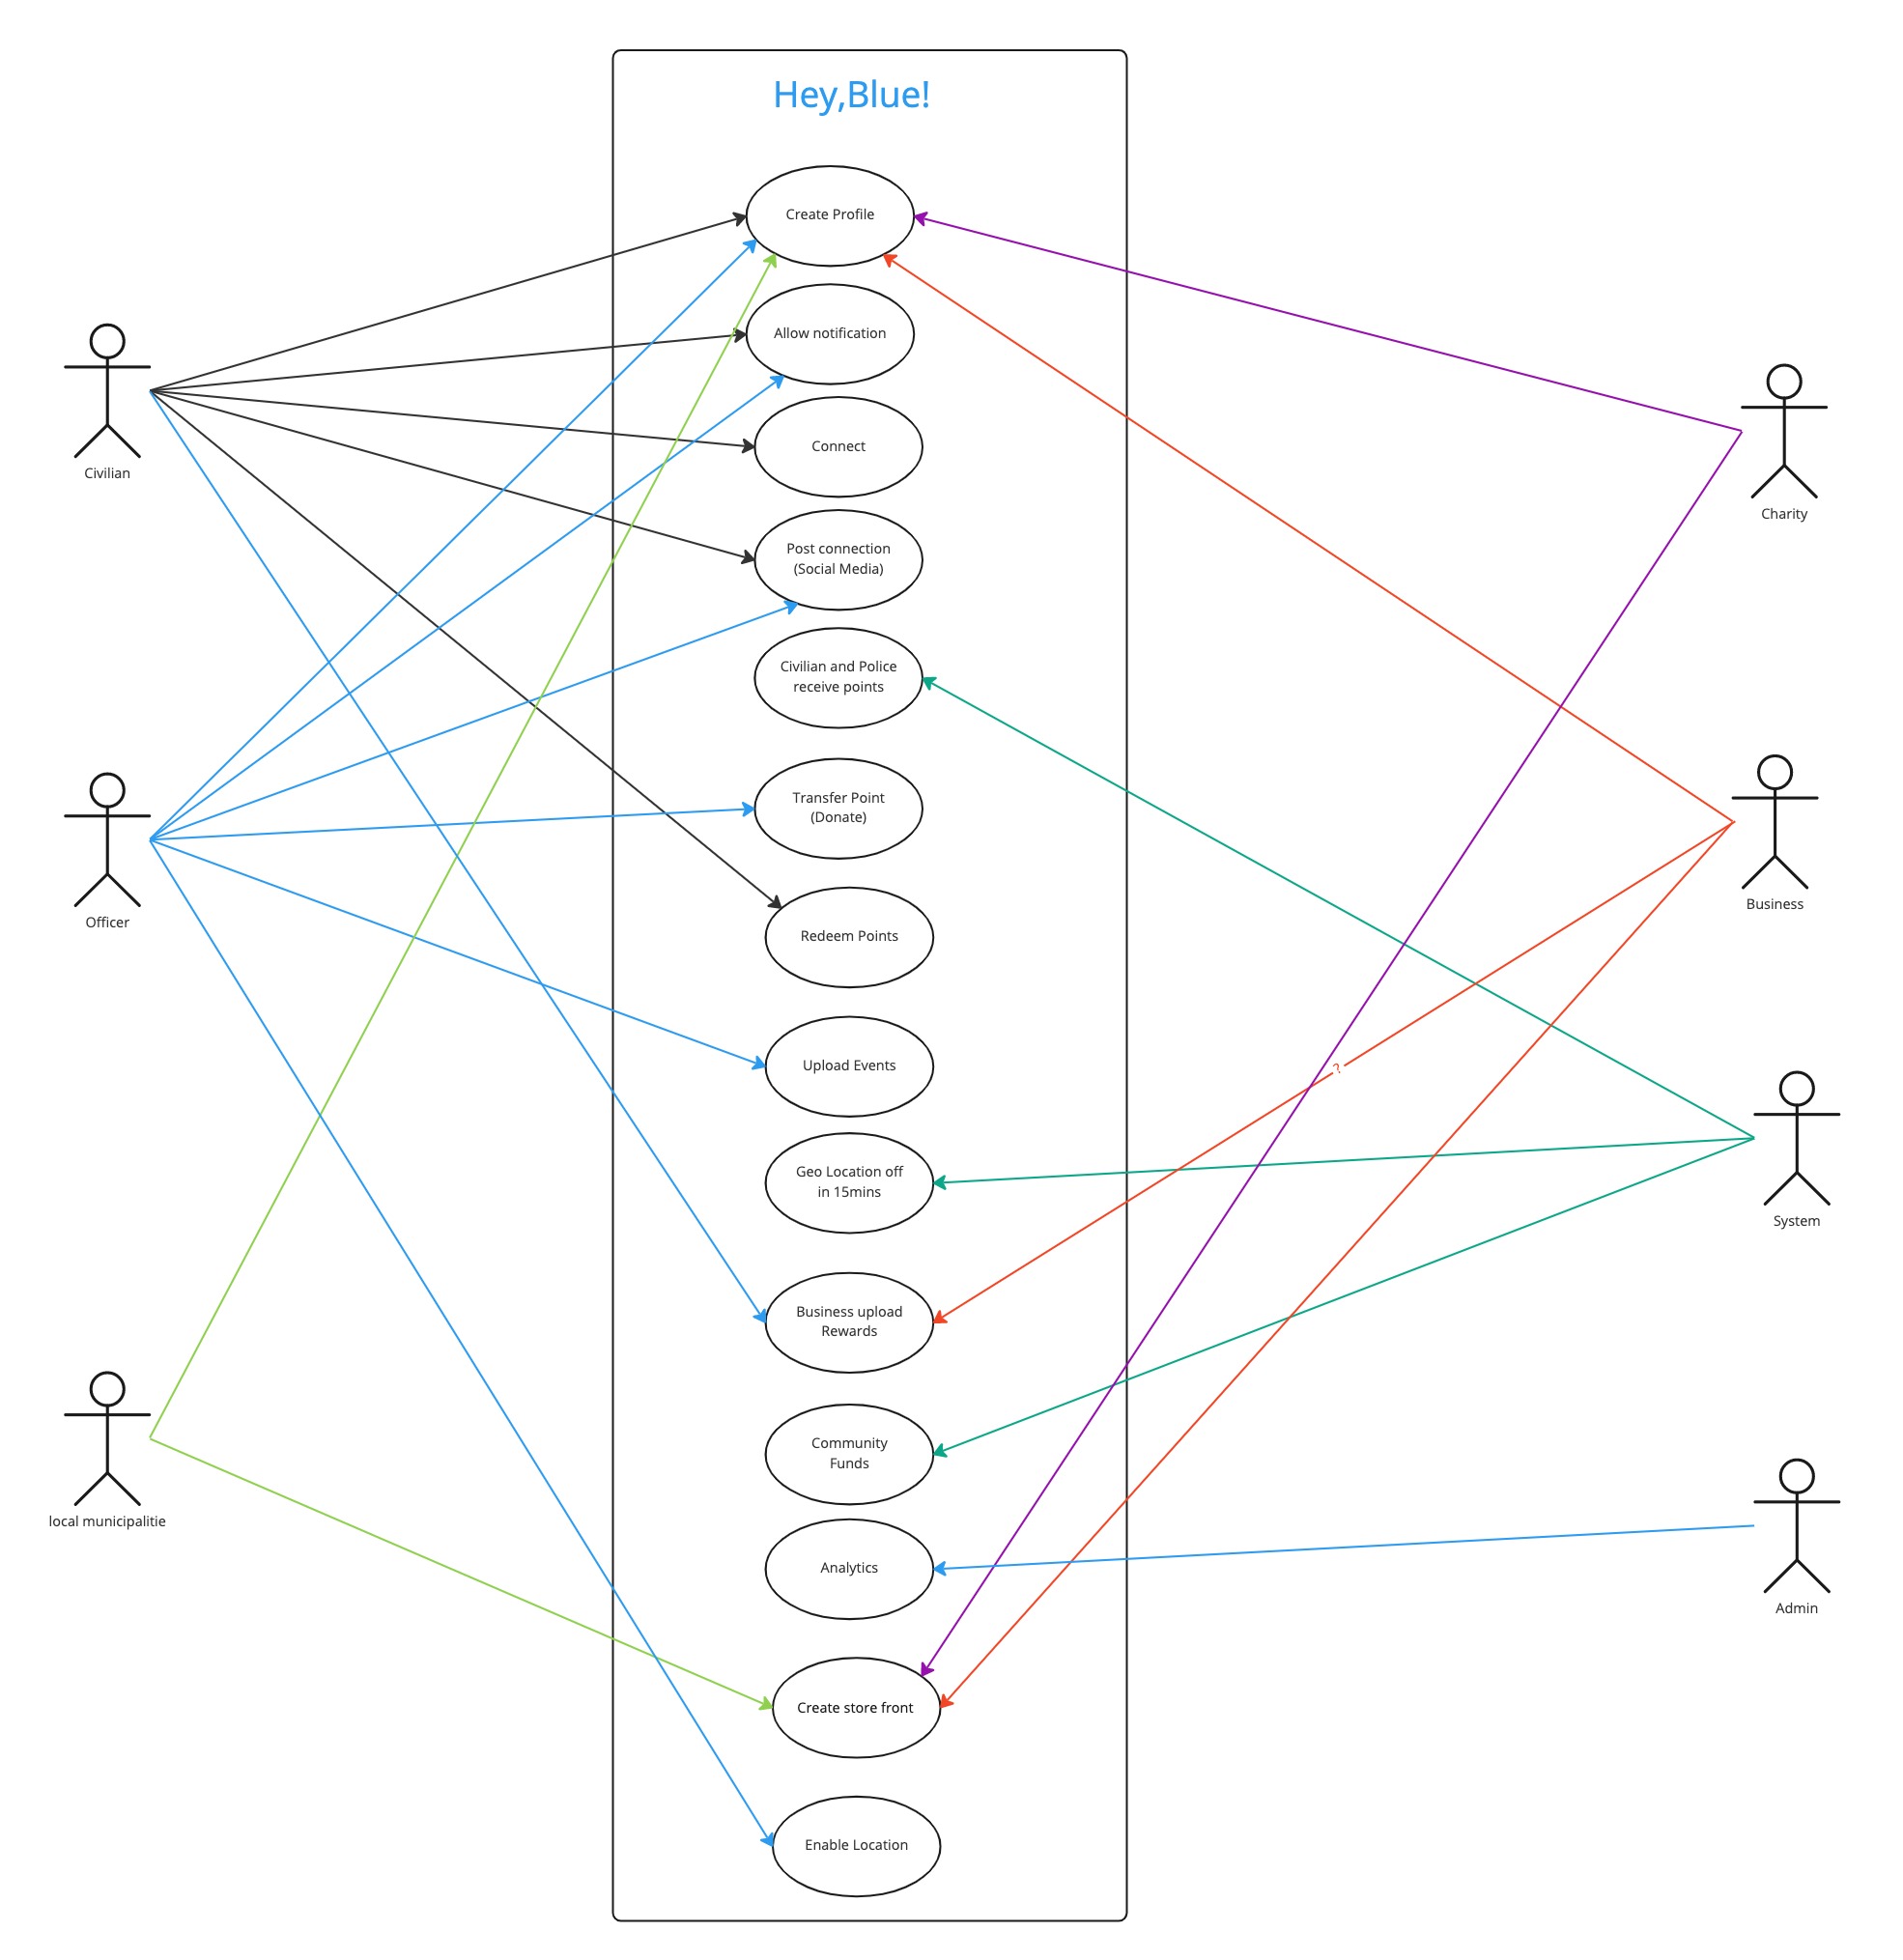 Hey,Blue!
Create Profile
Allow notification
Connect
Post connection
(Social Media)
Civilian and Police
receive points
Transfer Point
(Donate)
Redeem Points
Upload Events
Geo Location off
in 15mins
Business upload
Rewards
Community
Funds
Analytics
Create store front
Enable Location
Civilian
Officer
local municipalitie
Charity
Business
?
System
Admin